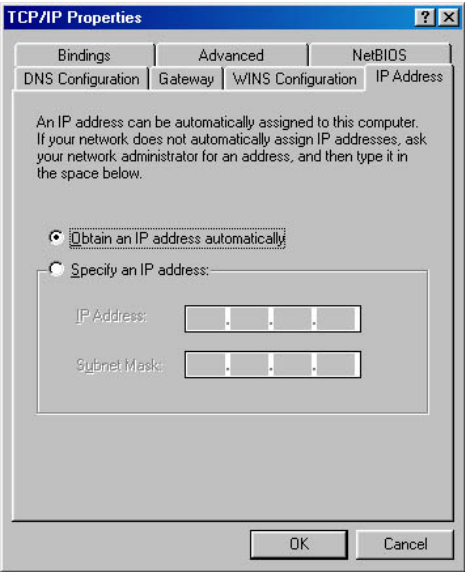 TCP/IP Properties
Bindings Advanced NetBIOS
DNS Configuration Gateway WINS Configuration IP Address
An IP address can be automatically assigned to this computer.
If your network does not automatically assign IP addresses, ask
your network administrator for an address, and then type it in
the space below.
Obtain an IP address automatically
Specify an IP address:
IP Address:
Subnet Mask:
OK Cancel